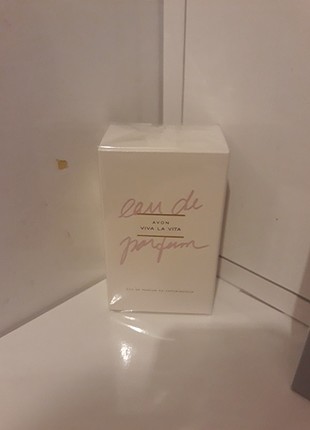 eau de
AVON
VIVA LA VITA
parfum